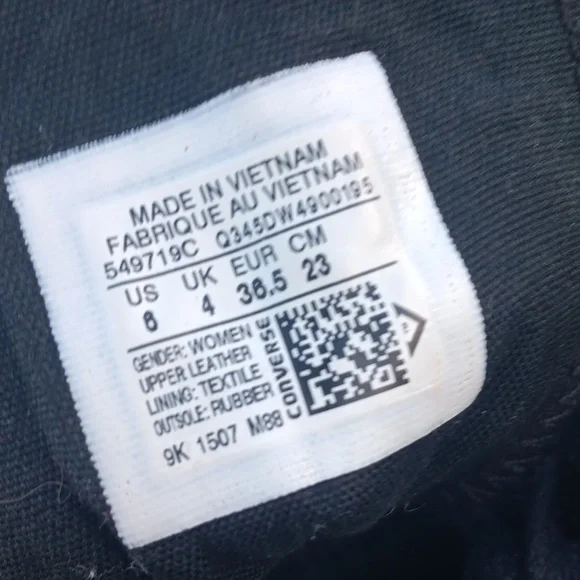 MADE IN VIETNAM
FABRIQUE AU VIETNAM
549719C Q345DW4900195
US UK EUR CM
6 4 36.5 23
GENDER: WOMEN
UPPER LEATHER
LINING: TEXTILE
OUTSOLE: RUBBER
CONVERSE
9K 1507 M88